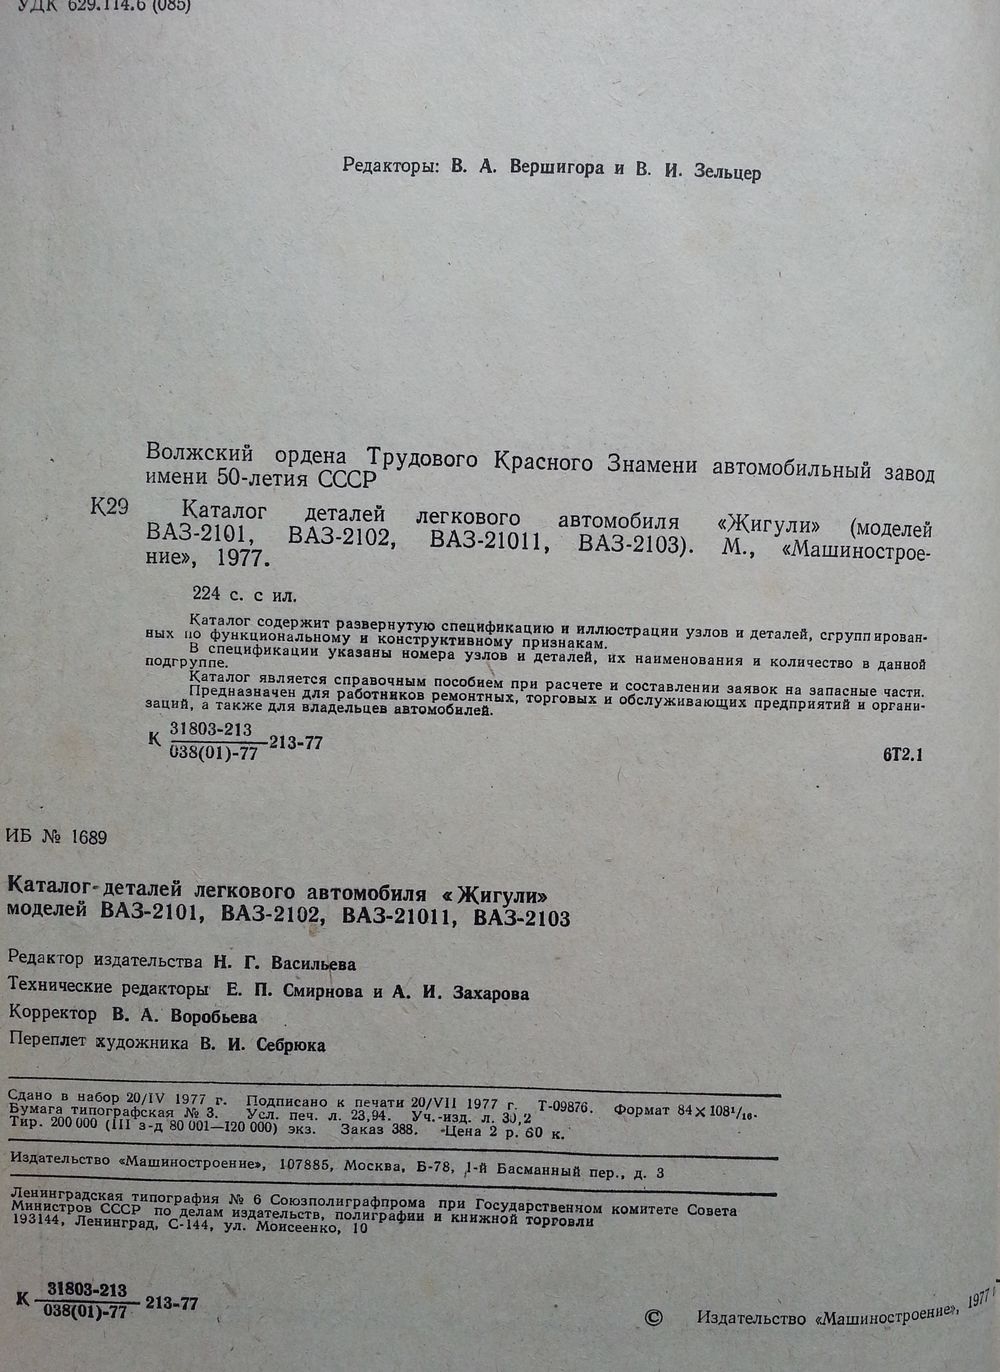 УДК 629.114.6 (085)
Редакторы: В. А. Вершигора и В. И. Зельцер
Волжский ордена Трудового Красного Знамени автомобильный завод
имени 50-летия СССР
К29 Каталог деталей легкового автомобиля «Жигули» (моделей
ВАЗ-2101, ВАЗ-2102, ВАЗ-21011, ВАЗ-2103). М., «Машинострое-
ние», 1977.
224 с. с ил.
Каталог содержит развернутую спецификацию и иллюстрации узлов и деталей, сгруппирован-
ных по функциональному и конструктивному признакам.
В спецификации указаны номера узлов и деталей, их наименования и количество в данной
подгруппе.
Каталог является справочным пособием при расчете и составлении заявок на запасные части.
Предназначен для работников ремонтных, торговых и обслуживающих предприятий и органи-
заций, а также для владельцев автомобилей.
31803-213
К 213-77
038(01)-77
6Т2.1
ИБ № 1689
Каталог деталей легкового автомобиля «Жигули»
моделей ВАЗ-2101, ВАЗ-2102, ВАЗ-21011, ВАЗ-2103
Редактор издательства Н. Г. Васильева
Технические редакторы Е. П. Смирнова и А. И. Захарова
Корректор В. А. Воробьева
Переплет художника В. И. Себрюка
Сдано в набор 20/IV 1977 г. Подписано к печати 20/VII 1977 г. Т-09876. Формат 84×108¹/₁₆.
Бумага типографская № 3. Усл. печ. л. 23,94. Уч.-изд. л. 30,2
Тир. 200 000 (III з-д 80 001—120 000) экз. Заказ 388. Цена 2 р. 60 к.
Издательство «Машиностроение», 107885, Москва, Б-78, 1-й Басманный пер., д. 3
Ленинградская типография № 6 Союзполиграфпрома при Государственном комитете Совета
Министров СССР по делам издательств, полиграфии и книжной торговли
193144, Ленинград, С-144, ул. Моисеенко, 10
31803-213
К 213-77
038(01)-77
© Издательство «Машиностроение», 1977 г.